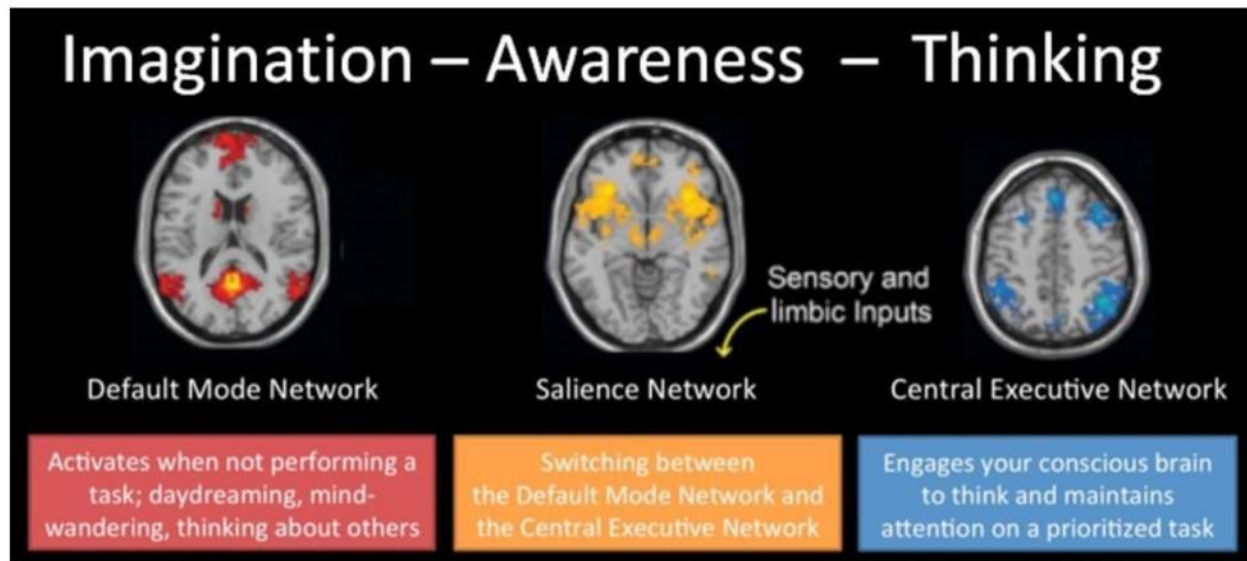 Imagination – Awareness – Thinking
Sensory and
limbic Inputs
Default Mode Network
Salience Network
Central Executive Network
Activates when not performing a
task; daydreaming, mind-
wandering, thinking about others
Switching between
the Default Mode Network and
the Central Executive Network
Engages your conscious brain
to think and maintains
attention on a prioritized task